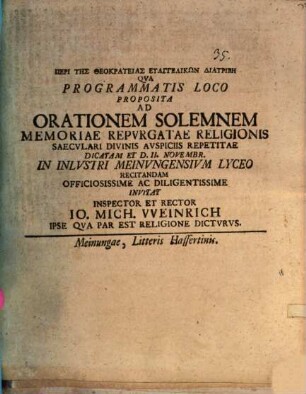 35.
ΠΕΡΙ ΤΗΣ ΘΕΟΚΡΑΤΕΙΑΣ ΕΥΑΓΓΕΛΙΚΩΝ ΔΙΑΤΡΙΒΗ
QVA
PROGRAMMATIS LOCO
PROPOSITA
AD
ORATIONEM SOLEMNEM
MEMORIAE REPVRGATAE RELIGIONIS
SAECVLARI DIVINIS AVSPICIIS REPETITAE
DICATAM ET D. II. NOVEMBR.
IN INLVSTRI MEINVNGENSIVM LYCEO
RECITANDAM
OFFICIOSISSIME AC DILIGENTISSIME
INVITAT
INSPECTOR ET RECTOR
IO. MICH. VVEINRICH
IPSE QVA PAR EST RELIGIONE DICTVRVS.
Meinungae, Litteris Hassertinis.